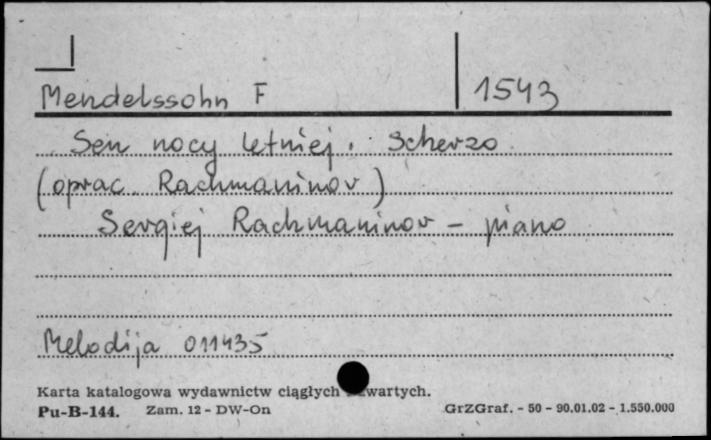 Mendelssohn F 1543
Sen nocy letniej. Scherzo
(oprac. Rachmaninov)
Sergiej Rachmaninov - piano
Melodija 011435
Karta katalogowa wydawnictw ciągłych wartych.
Pu-B-144. Zam. 12 - DW-On GrZGraf. - 50 - 90.01.02 - 1.550.000